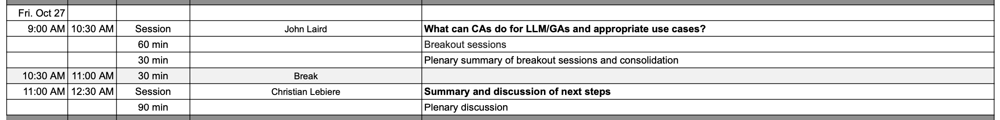 Fri. Oct 27
9:00 AM 10:30 AM Session John Laird What can CAs do for LLM/GAs and appropriate use cases?
60 min Breakout sessions
30 min Plenary summary of breakout sessions and consolidation
10:30 AM 11:00 AM 30 min Break
11:00 AM 12:30 AM Session Christian Lebiere Summary and discussion of next steps
90 min Plenary discussion